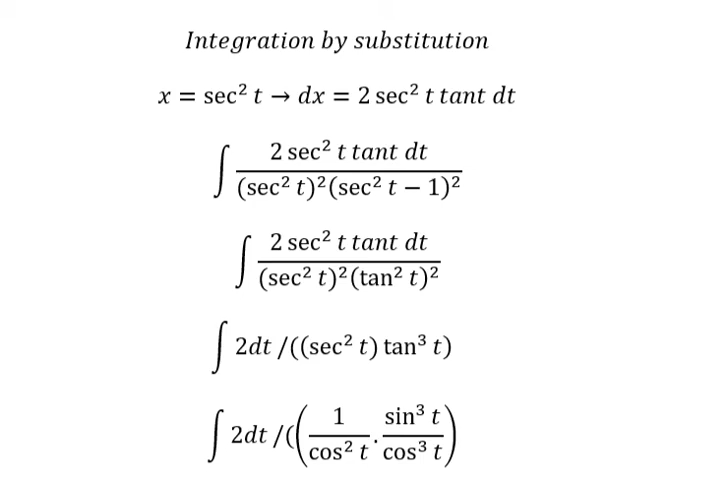 Integration by substitution
x = sec² t → dx = 2 sec² t tant dt
∫ 2 sec² t tant dt / (sec² t)²(sec² t − 1)²
∫ 2 sec² t tant dt / (sec² t)²(tan² t)²
∫ 2dt /((sec² t) tan³ t)
∫ 2dt /((1 / cos² t . sin³ t / cos³ t)